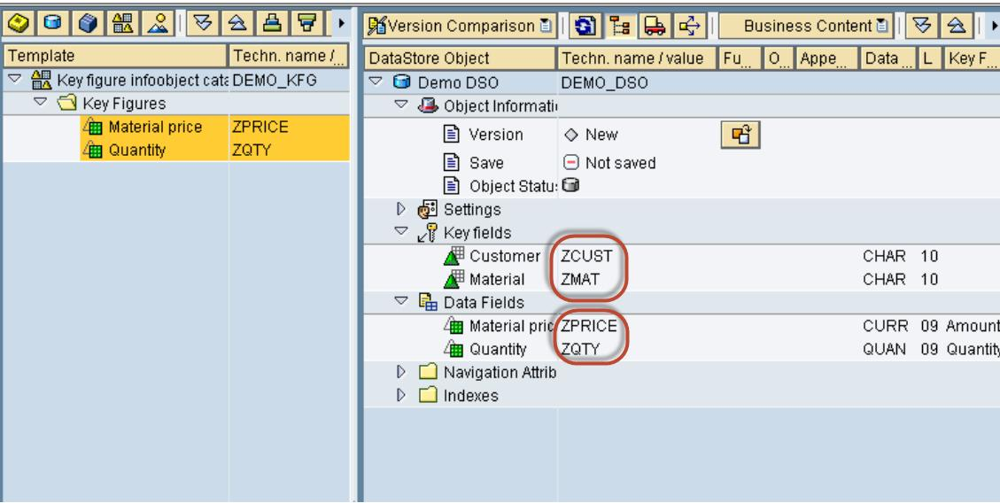 Version Comparison Business Content
Template Techn. name / ...
DataStore Object Techn. name / value Fu... O... Appe... Data ... L Key F...
Key figure infoobject cata DEMO_KFG
Key Figures
Material price ZPRICE
Quantity ZQTY
Demo DSO DEMO_DSO
Object Informati
Version New
Save Not saved
Object Status
Settings
Key fields
Customer ZCUST CHAR 10
Material ZMAT CHAR 10
Data Fields
Material pric ZPRICE CURR 09 Amount
Quantity ZQTY QUAN 09 Quantity
Navigation Attrib
Indexes